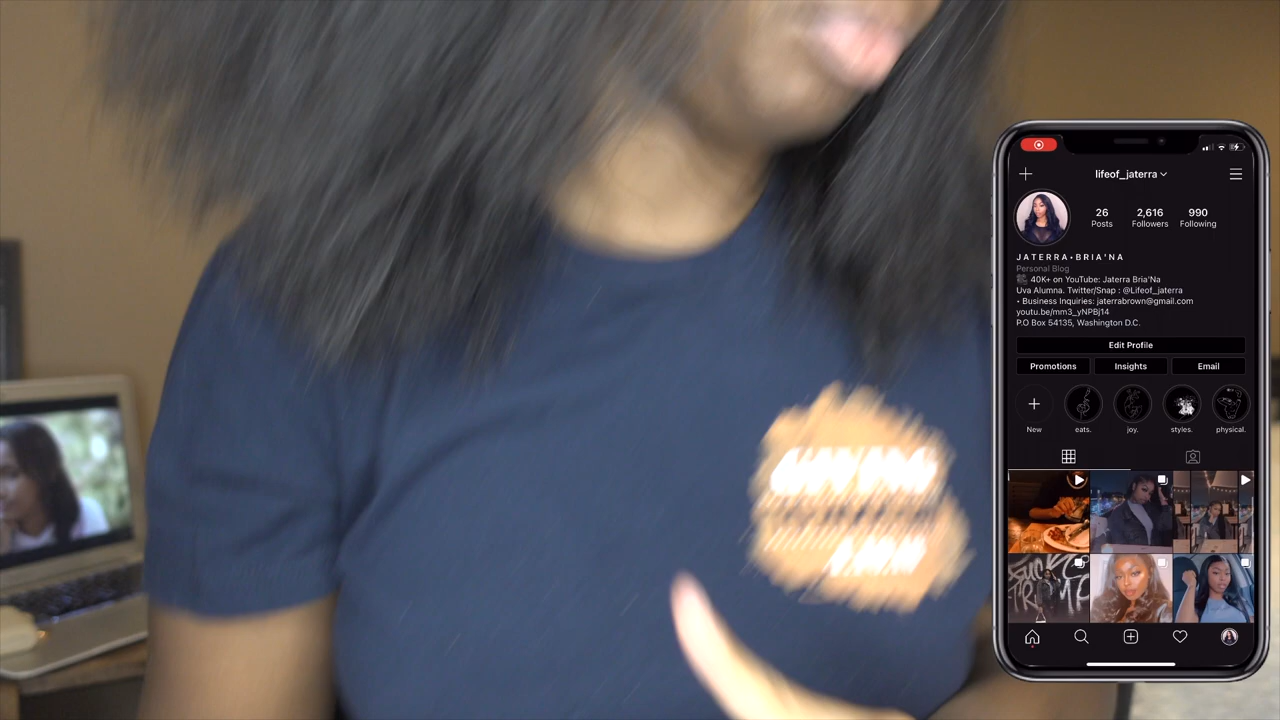 lifeof_jaterra
26 2,616 990
Posts Followers Following
JATERRA•BRIA'NA
Personal Blog
40K+ on YouTube: Jaterra Bria'Na
Uva Alumna. Twitter/Snap : @Lifeof_jaterra
• Business Inquiries: jaterrabrown@gmail.com
youtu.be/mm3_yNPBj14
P.O Box 54135, Washington D.C.
Edit Profile
Promotions Insights Email
New eats. joy. styles. physical.
TRUMP